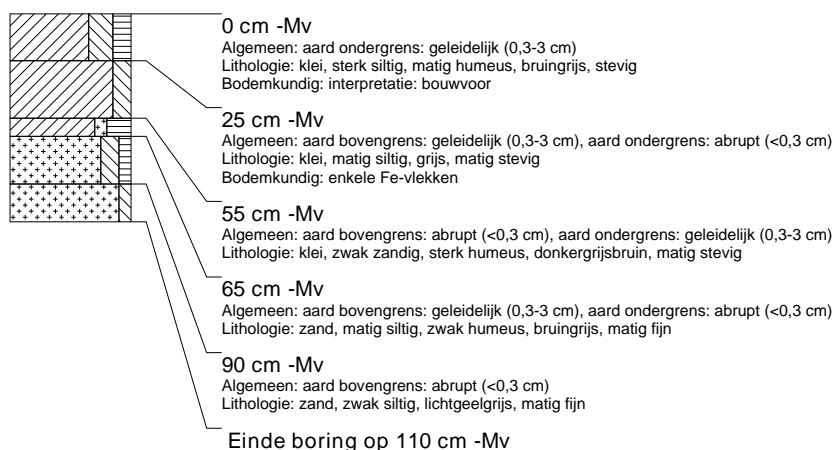 0 cm -Mv
Algemeen: aard ondergrens: geleidelijk (0,3-3 cm)
Lithologie: klei, sterk siltig, matig humeus, bruingrijs, stevig
Bodemkundig: interpretatie: bouwvoor
25 cm -Mv
Algemeen: aard bovengrens: geleidelijk (0,3-3 cm), aard ondergrens: abrupt (<0,3 cm)
Lithologie: klei, matig siltig, grijs, matig stevig
Bodemkundig: enkele Fe-vlekken
55 cm -Mv
Algemeen: aard bovengrens: abrupt (<0,3 cm), aard ondergrens: geleidelijk (0,3-3 cm)
Lithologie: klei, zwak zandig, sterk humeus, donkergrijsbruin, matig stevig
65 cm -Mv
Algemeen: aard bovengrens: geleidelijk (0,3-3 cm), aard ondergrens: abrupt (<0,3 cm)
Lithologie: zand, matig siltig, zwak humeus, bruingrijs, matig fijn
90 cm -Mv
Algemeen: aard bovengrens: abrupt (<0,3 cm)
Lithologie: zand, zwak siltig, lichtgeelgrijs, matig fijn
Einde boring op 110 cm -Mv